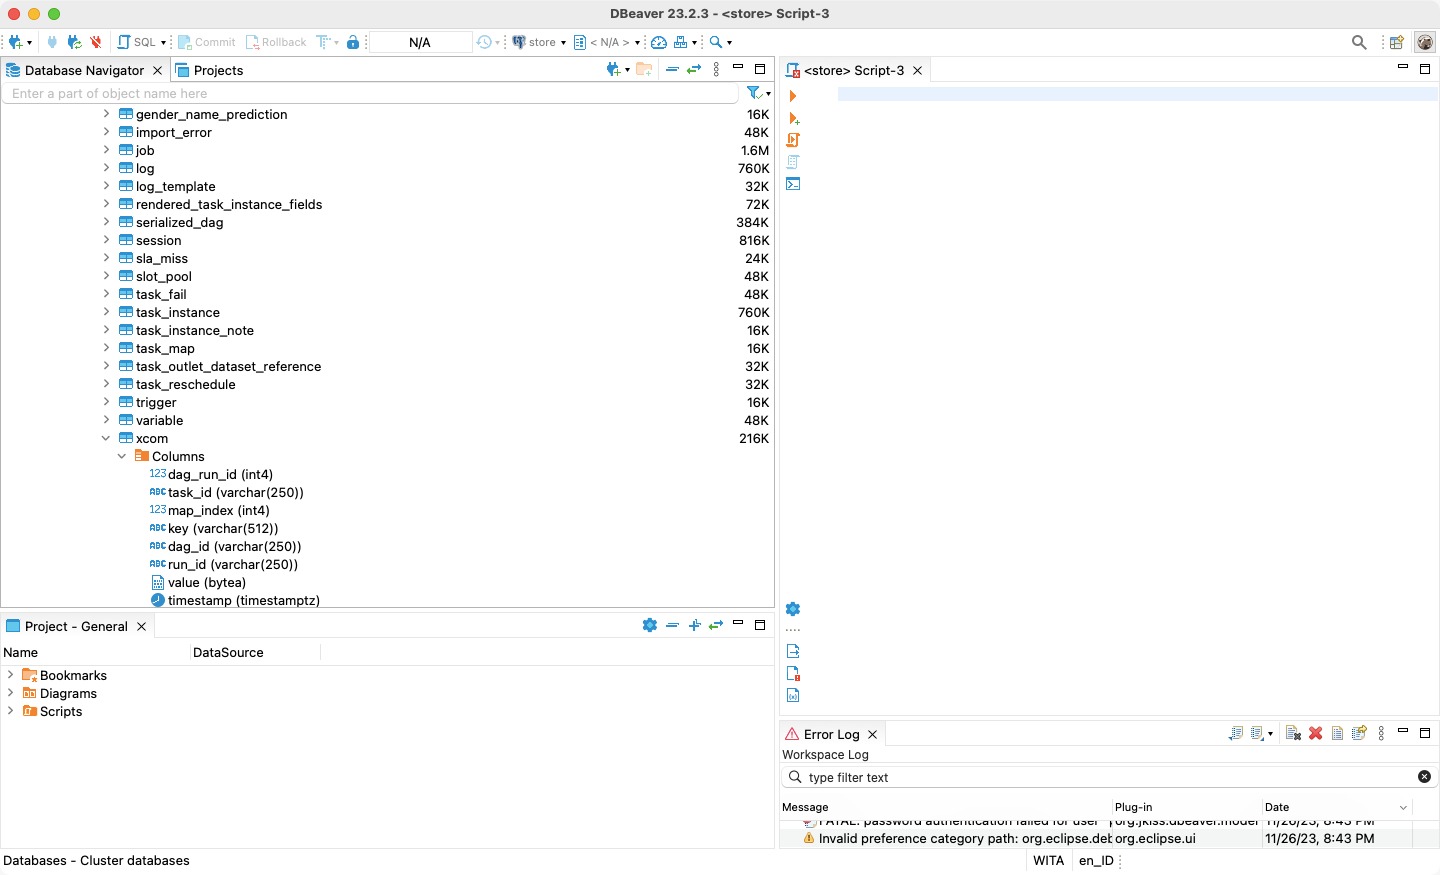 DBeaver 23.2.3 - <store> Script-3
SQL
Commit
Rollback
N/A
store
< N/A >
Database Navigator
Projects
Enter a part of object name here
gender_name_prediction 16K
import_error 48K
job 1.6M
log 760K
log_template 32K
rendered_task_instance_fields 72K
serialized_dag 384K
session 816K
sla_miss 24K
slot_pool 48K
task_fail 48K
task_instance 760K
task_instance_note 16K
task_map 16K
task_outlet_dataset_reference 32K
task_reschedule 32K
trigger 16K
variable 48K
xcom 216K
Columns
123 dag_run_id (int4)
ABC task_id (varchar(250))
123 map_index (int4)
ABC key (varchar(512))
ABC dag_id (varchar(250))
ABC run_id (varchar(250))
value (bytea)
timestamp (timestamptz)
Project - General
Name DataSource
Bookmarks
Diagrams
Scripts
<store> Script-3
Error Log
Workspace Log
type filter text
Message Plug-in Date
FATAL: password authentication failed for user org.jkiss.dbeaver.model 11/26/23, 8:43 PM
Invalid preference category path: org.eclipse.deb org.eclipse.ui 11/26/23, 8:43 PM
Databases - Cluster databases
WITA en_ID